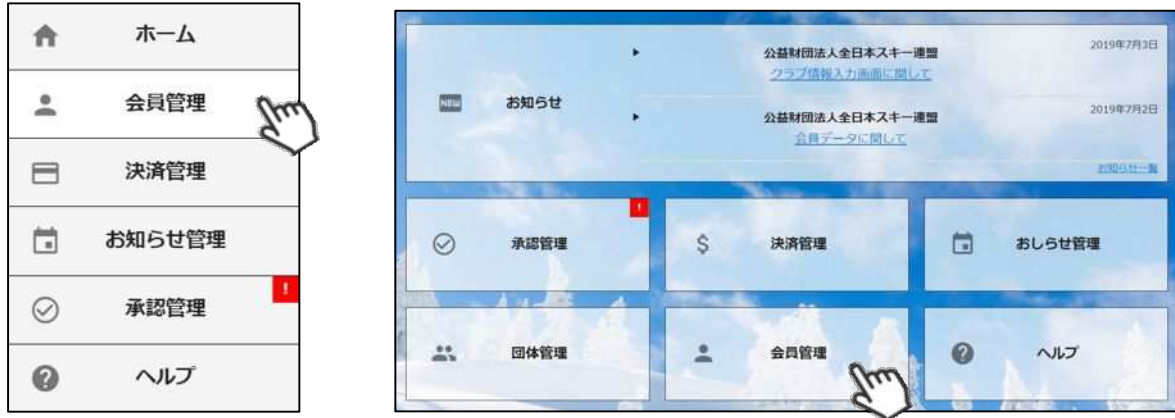 ホーム
会員管理
決済管理
お知らせ管理
!
承認管理
ヘルプ
NEW
お知らせ
公益財団法人全日本スキー連盟
2019年7月3日
クラブ情報入力画面に関して
公益財団法人全日本スキー連盟
2019年7月2日
会員データに関して
お知らせ一覧
!
承認管理
$
決済管理
おしらせ管理
団体管理
会員管理
?
ヘルプ